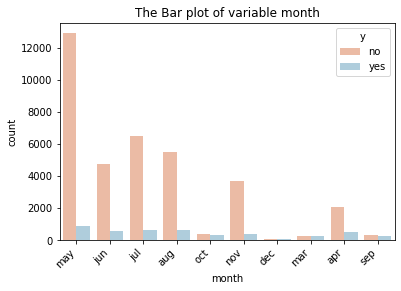 The Bar plot of variable month
y
no
yes
12000
10000
8000
6000
4000
2000
0
count
may
jun
jul
aug
oct
nov
dec
mar
apr
sep
month